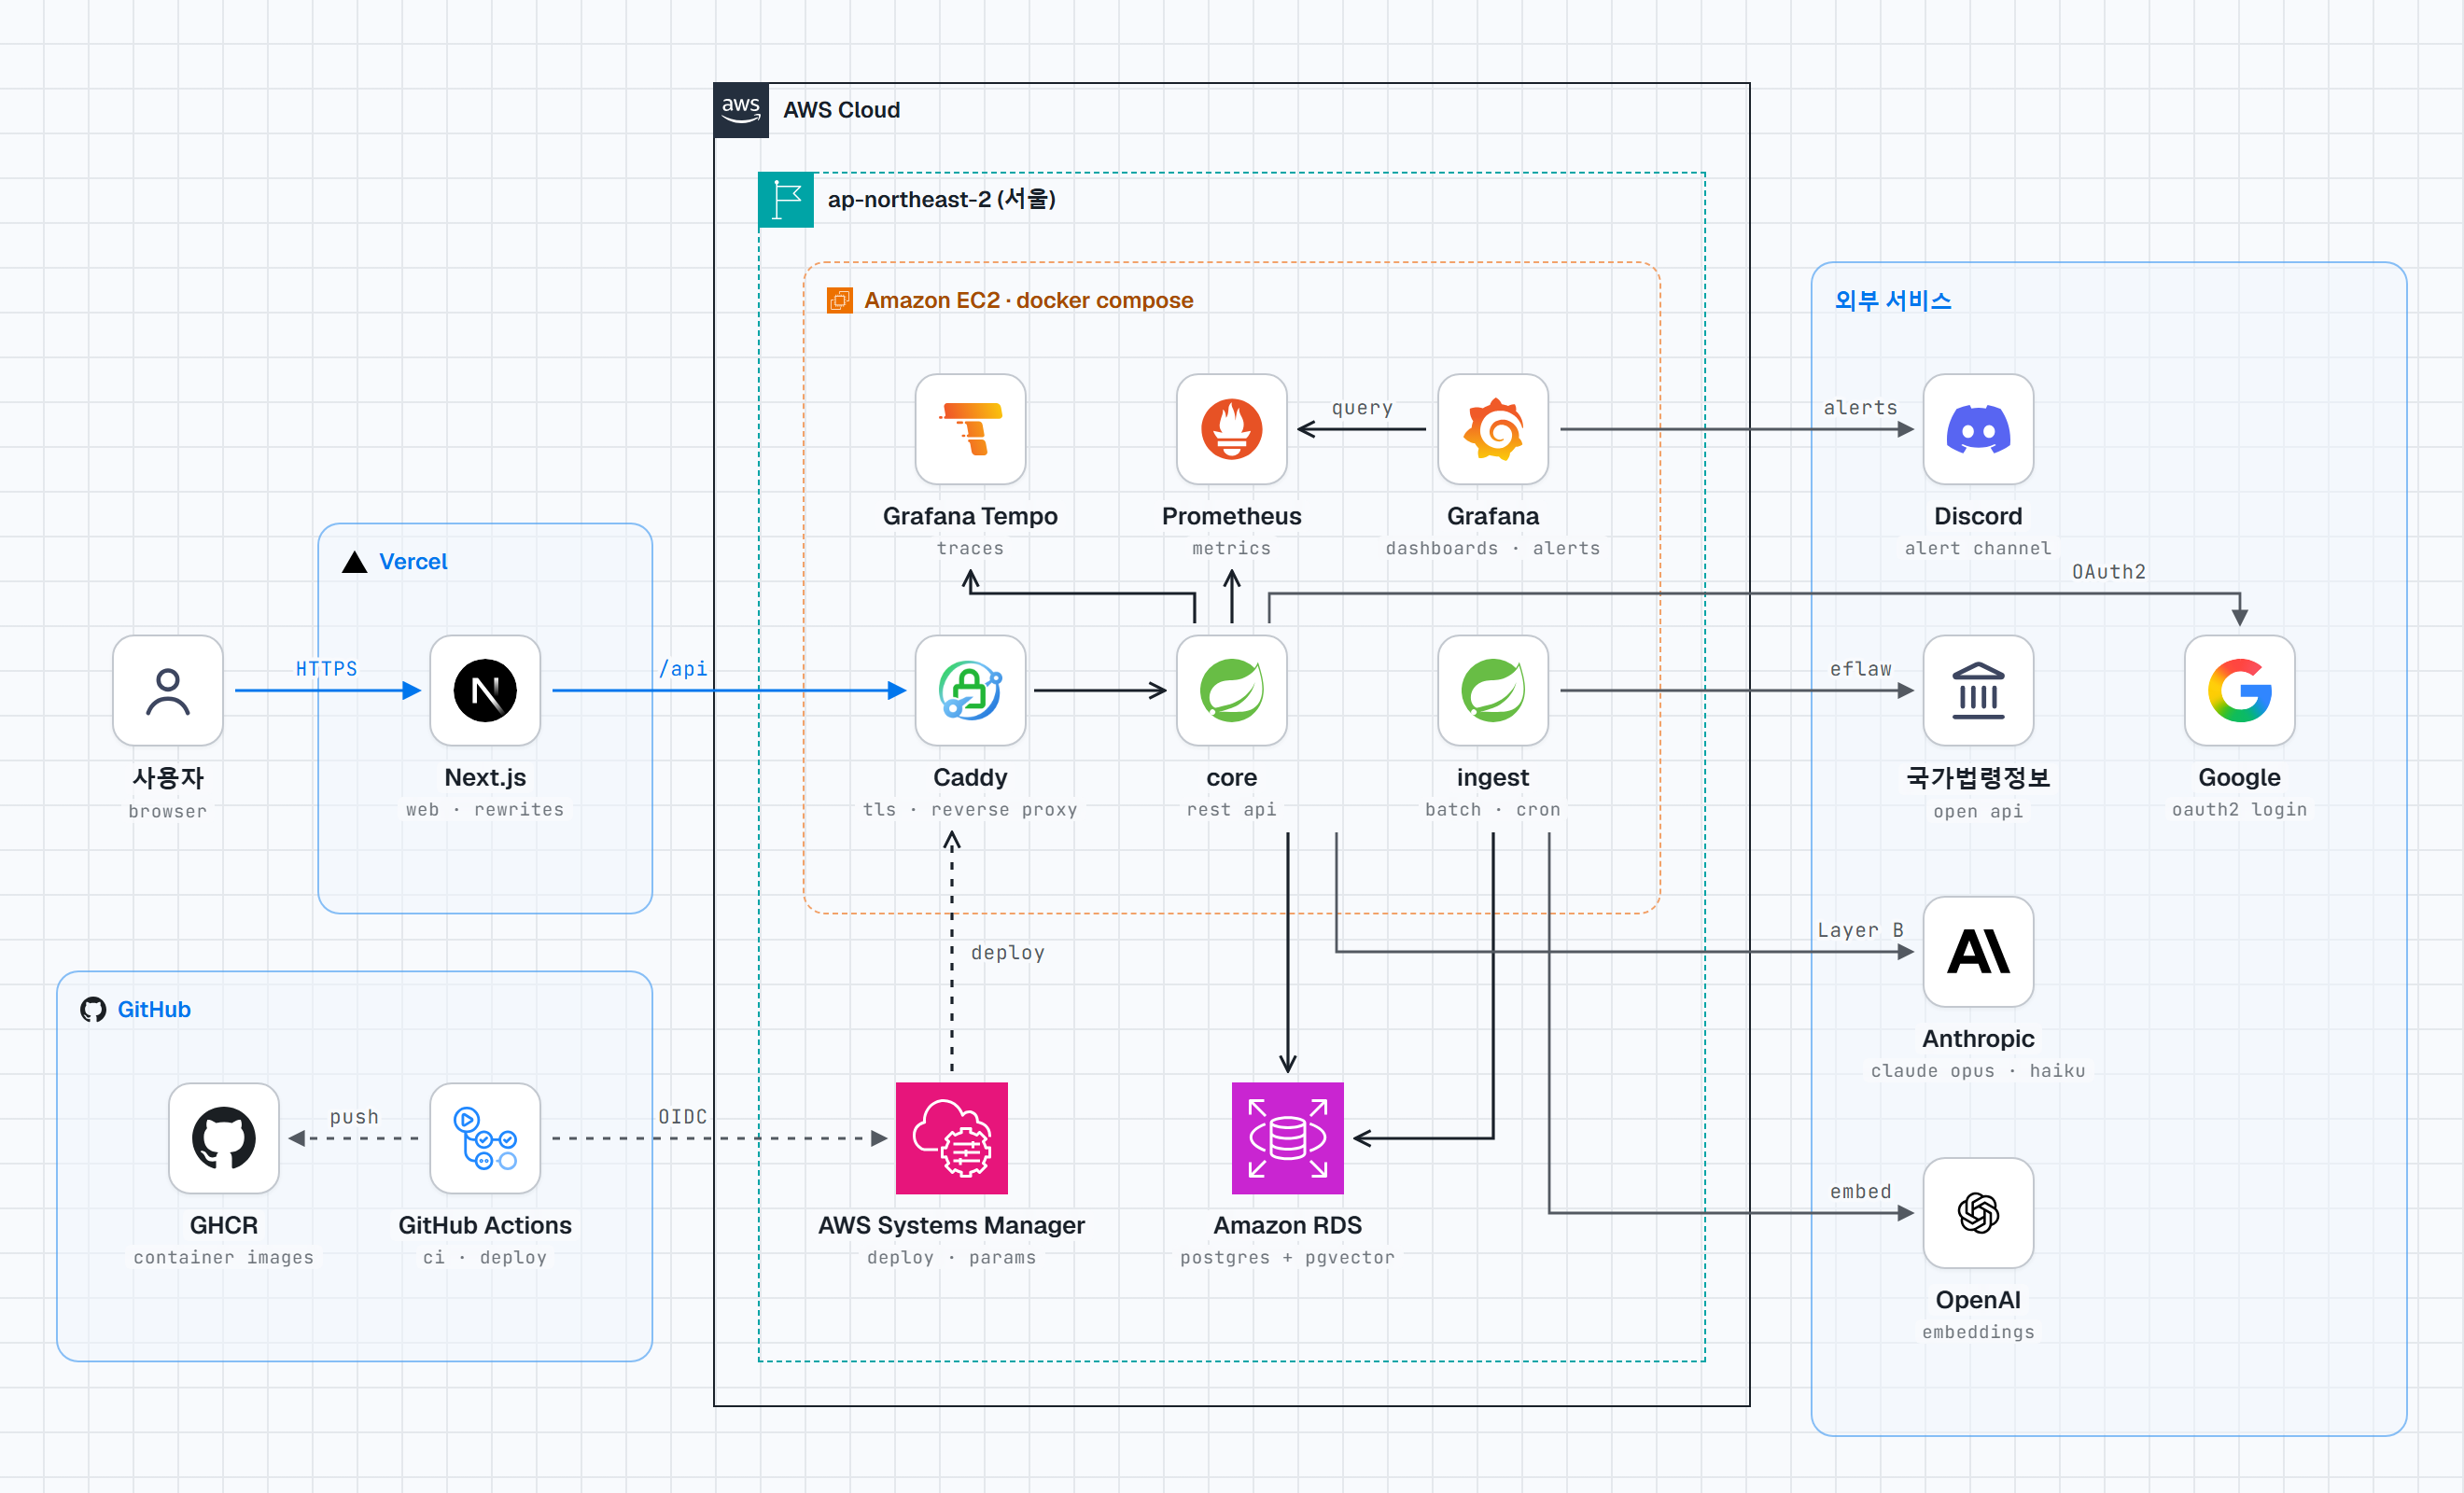 aws
AWS Cloud
ap-northeast-2 (서울)
Amazon EC2 · docker compose
외부 서비스
query
alerts
Grafana Tempo
traces
Prometheus
metrics
Grafana
dashboards · alerts
Discord
alert channel
OAuth2
Vercel
HTTPS
/api
eflaw
사용자
browser
Next.js
web · rewrites
Caddy
tls · reverse proxy
core
rest api
ingest
batch · cron
국가법령정보
open api
Google
oauth2 login
deploy
Layer B
Anthropic
claude opus · haiku
GitHub
push
OIDC
GHCR
container images
GitHub Actions
ci · deploy
AWS Systems Manager
deploy · params
Amazon RDS
postgres + pgvector
embed
OpenAI
embeddings